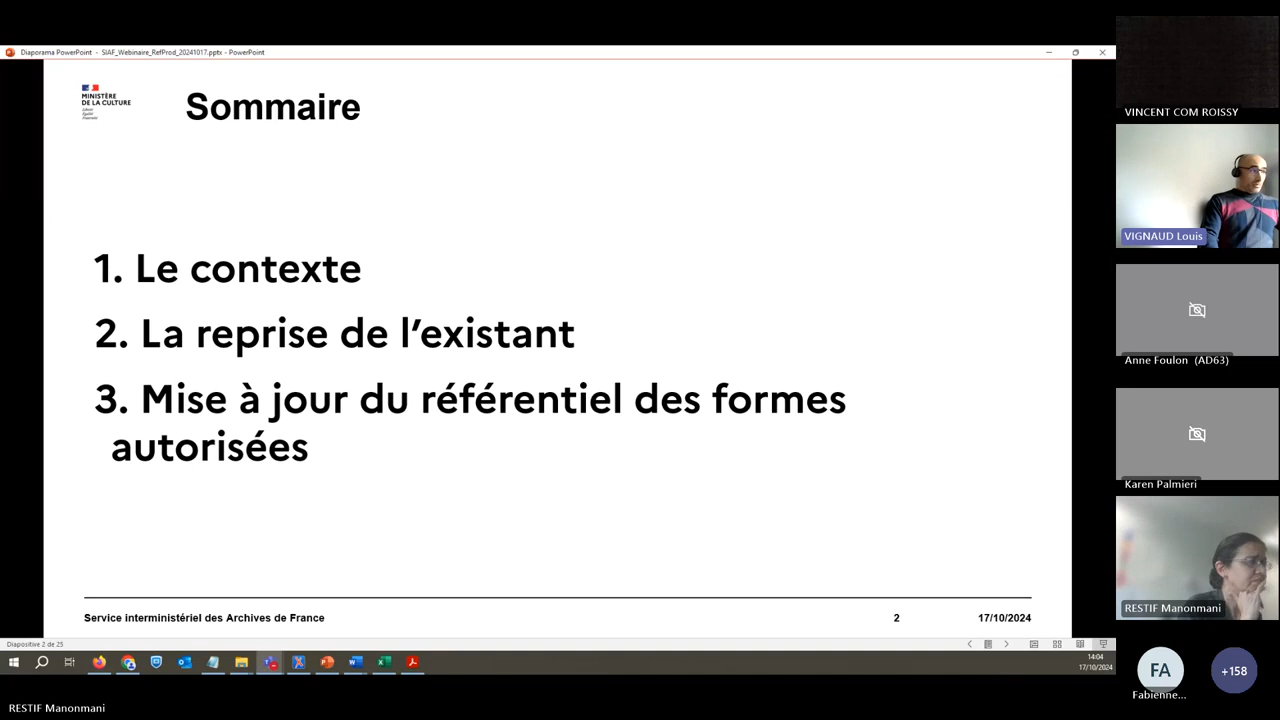 Diaporama PowerPoint - SIAF_Webinaire_RefProd_20241017.pptx - PowerPoint
MINISTÈRE
DE LA CULTURE
Liberté
Égalité
Fraternité
Sommaire
1. Le contexte
2. La reprise de l’existant
3. Mise à jour du référentiel des formes
autorisées
Service interministériel des Archives de France
2
17/10/2024
Diapositive 2 de 25
14:04
17/10/2024
RESTIF Manonmani
VINCENT COM ROISSY
VIGNAUD Louis
Anne Foulon (AD63)
Karen Palmieri
RESTIF Manonmani
FA
Fabienne...
+158